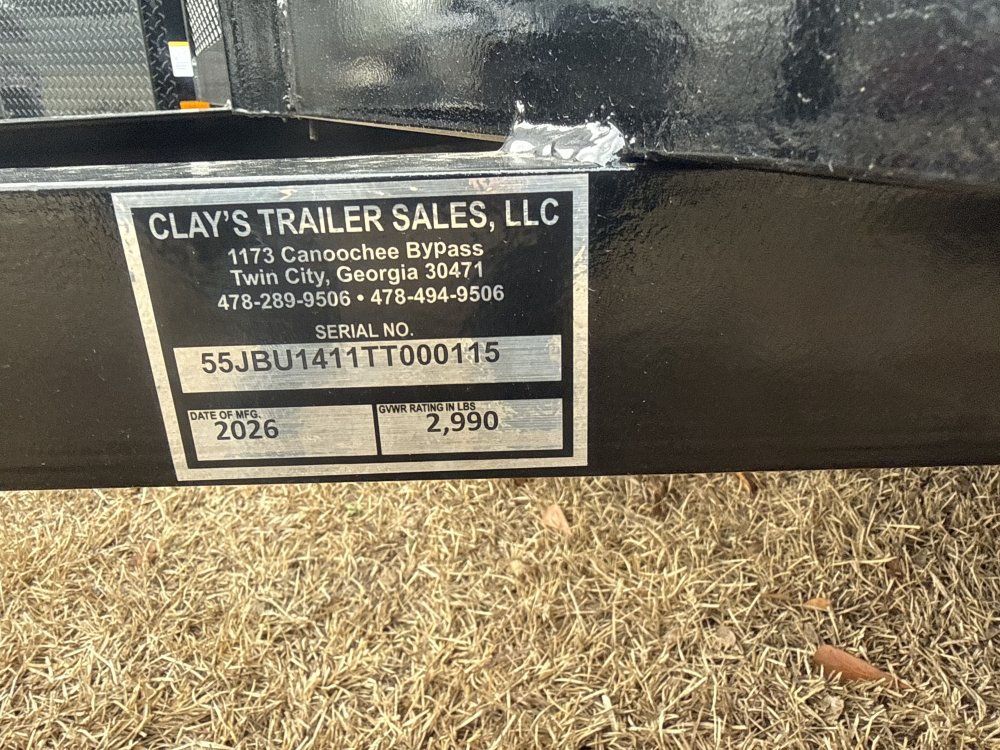 CLAY'S TRAILER SALES, LLC
1173 Canoochee Bypass
Twin City, Georgia 30471
478-289-9506 • 478-494-9506
SERIAL NO.
55JBU1411TT000115
DATE OF MFG.
2026
GVWR RATING IN LBS
2,990